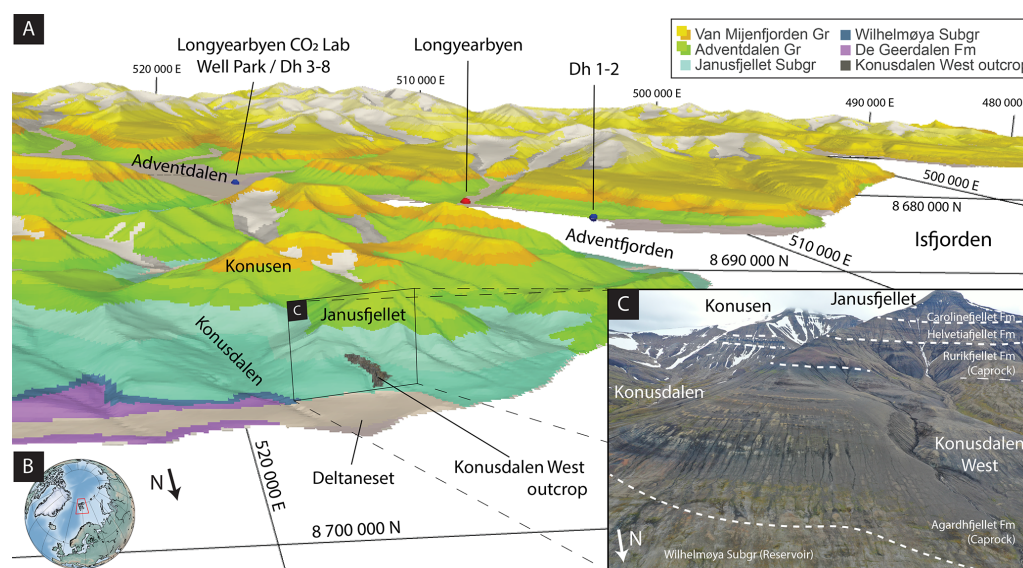 A
Longyearbyen CO₂ Lab
Well Park / Dh 3-8
Longyearbyen
Dh 1-2
Van Mijenfjorden Gr
Adventdalen Gr
Janusfjellet Subgr
Wilhelmøya Subgr
De Geerdalen Fm
Konusdalen West outcrop
520 000 E
510 000 E
500 000 E
490 000 E
480 000
Adventdalen
500 000 E
8 680 000 N
Isfjorden
Adventfjorden
510 000 E
8 690 000 N
Konusen
C
Janusfjellet
Konusdalen
Deltaneset
Konusdalen West
outcrop
520 000 E
8 700 000 N
B
N
C
Konusen
Janusfjellet
Carolinefjellet Fm
Helvetiafjellet Fm
Rurikfjellet Fm
(Caprock)
Konusdalen
Konusdalen
West
Agardhfjellet Fm
(Caprock)
Wilhelmøya Subgr (Reservoir)
N